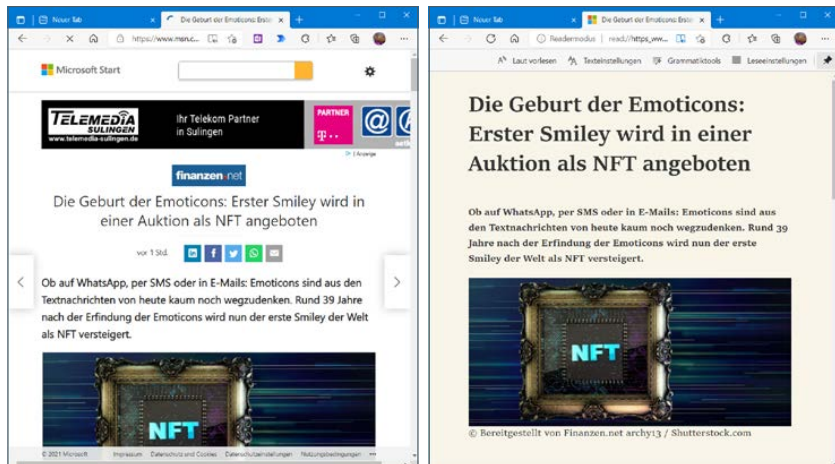 Neuer Tab
Die Geburt der Emoticons: Erster
https://www.msn.c...
Microsoft Start
TELEMEDIA
SULINGEN
www.telemedia-sulingen.de
Ihr Telekom Partner
in Sulingen
PARTNER
T
@
Anzeige
finanzen.net
Die Geburt der Emoticons: Erster Smiley wird in
einer Auktion als NFT angeboten
vor 1 Std.
Ob auf WhatsApp, per SMS oder in E-Mails: Emoticons sind aus den
Textnachrichten von heute kaum noch wegzudenken. Rund 39 Jahre
nach der Erfindung der Emoticons wird nun der erste Smiley der Welt
als NFT versteigert.
NFT
© 2021 Microsoft Impressum Datenschutz und Cookies Datenschutzeinstellungen Nutzungsbedingungen
Neuer Tab
Die Geburt der Emoticons: Erster
Readermodus | read://https_ww...
Laut vorlesen Texteinstellungen Grammatiktools Leseeinstellungen
Die Geburt der Emoticons:
Erster Smiley wird in einer
Auktion als NFT angeboten
Ob auf WhatsApp, per SMS oder in E-Mails: Emoticons sind aus
den Textnachrichten von heute kaum noch wegzudenken. Rund 39
Jahre nach der Erfindung der Emoticons wird nun der erste
Smiley der Welt als NFT versteigert.
NFT
© Bereitgestellt von Finanzen.net archy13 / Shutterstock.com